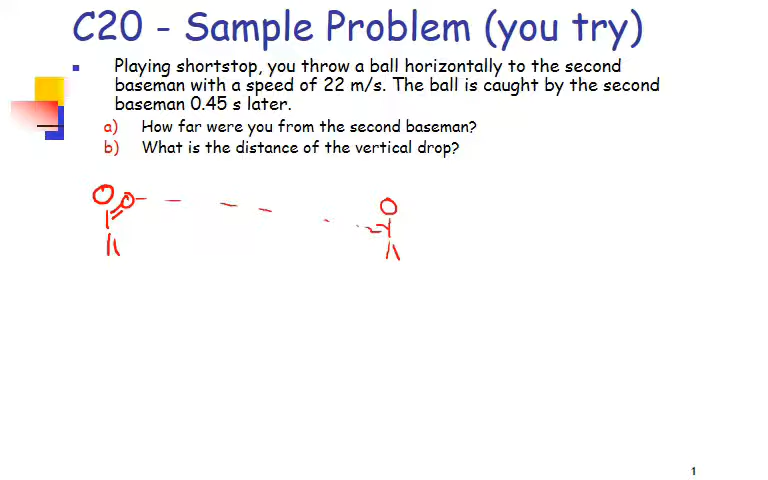 C20 - Sample Problem (you try)
Playing shortstop, you throw a ball horizontally to the second
baseman with a speed of 22 m/s. The ball is caught by the second
baseman 0.45 s later.
a) How far were you from the second baseman?
b) What is the distance of the vertical drop?
1